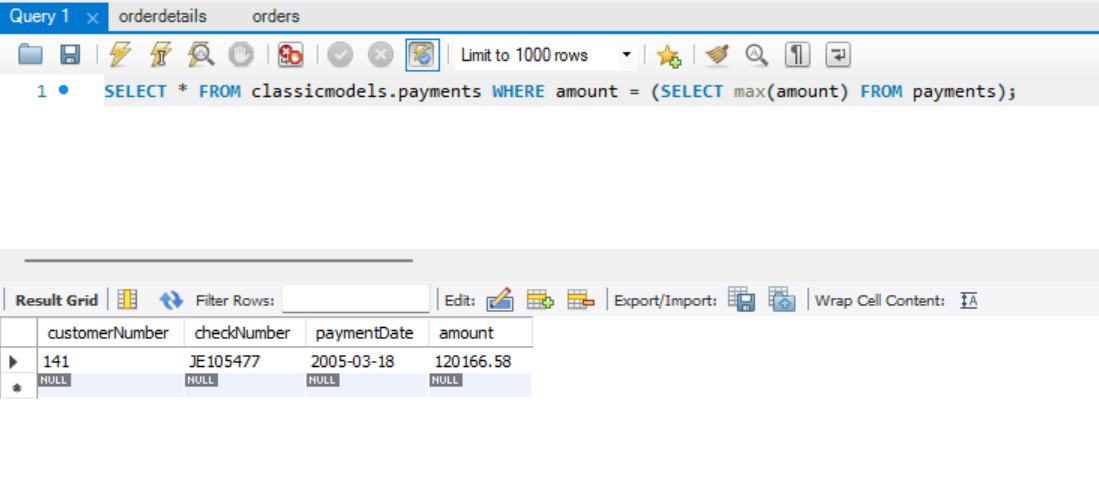 Query 1 orderdetails orders
Limit to 1000 rows
1 SELECT * FROM classicmodels.payments WHERE amount = (SELECT max(amount) FROM payments);
Result Grid Filter Rows: Edit: Export/Import: Wrap Cell Content: IA
customerNumber checkNumber paymentDate amount
141 JE105477 2005-03-18 120166.58
NULL NULL NULL NULL